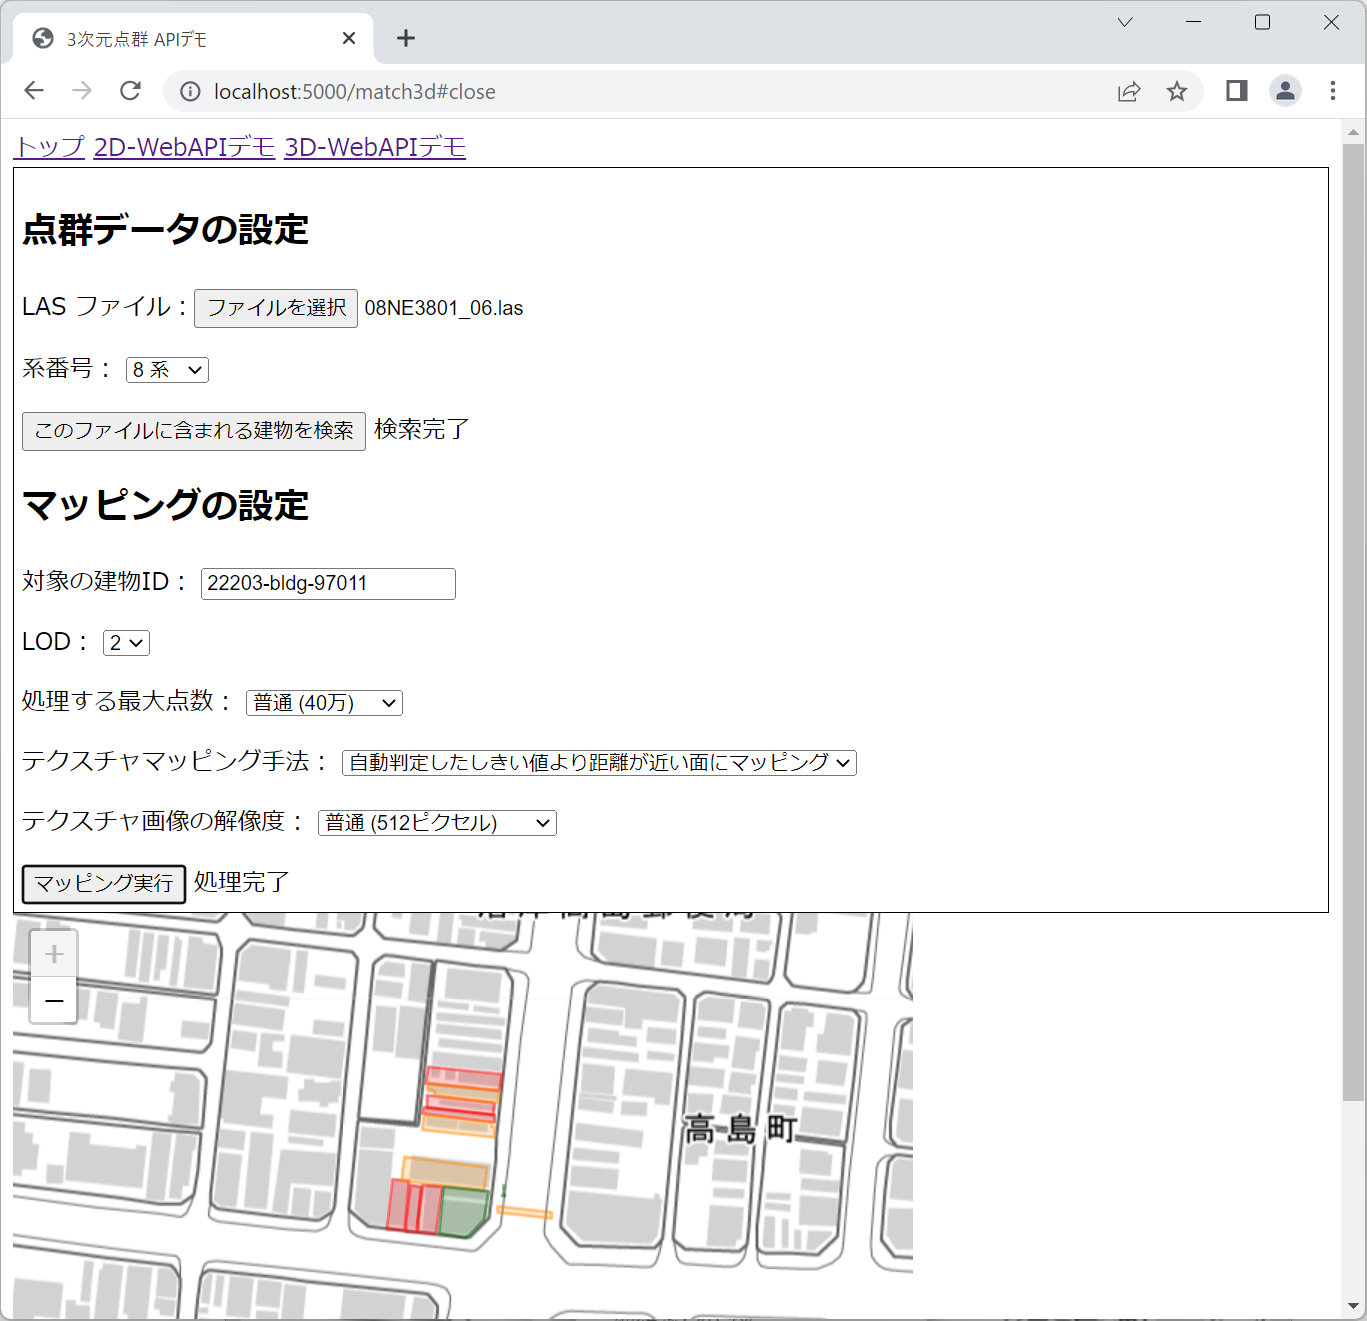 3次元点群 APIデモ
localhost:5000/match3d#close
トップ 2D-WebAPIデモ 3D-WebAPIデモ
点群データの設定
LAS ファイル： ファイルを選択 08NE3801_06.las
系番号： 8 系
このファイルに含まれる建物を検索 検索完了
マッピングの設定
対象の建物ID： 22203-bldg-97011
LOD： 2
処理する最大点数： 普通 (40万)
テクスチャマッピング手法： 自動判定したしきい値より距離が近い面にマッピング
テクスチャ画像の解像度： 普通 (512ピクセル)
マッピング実行 処理完了
+
−
高島町